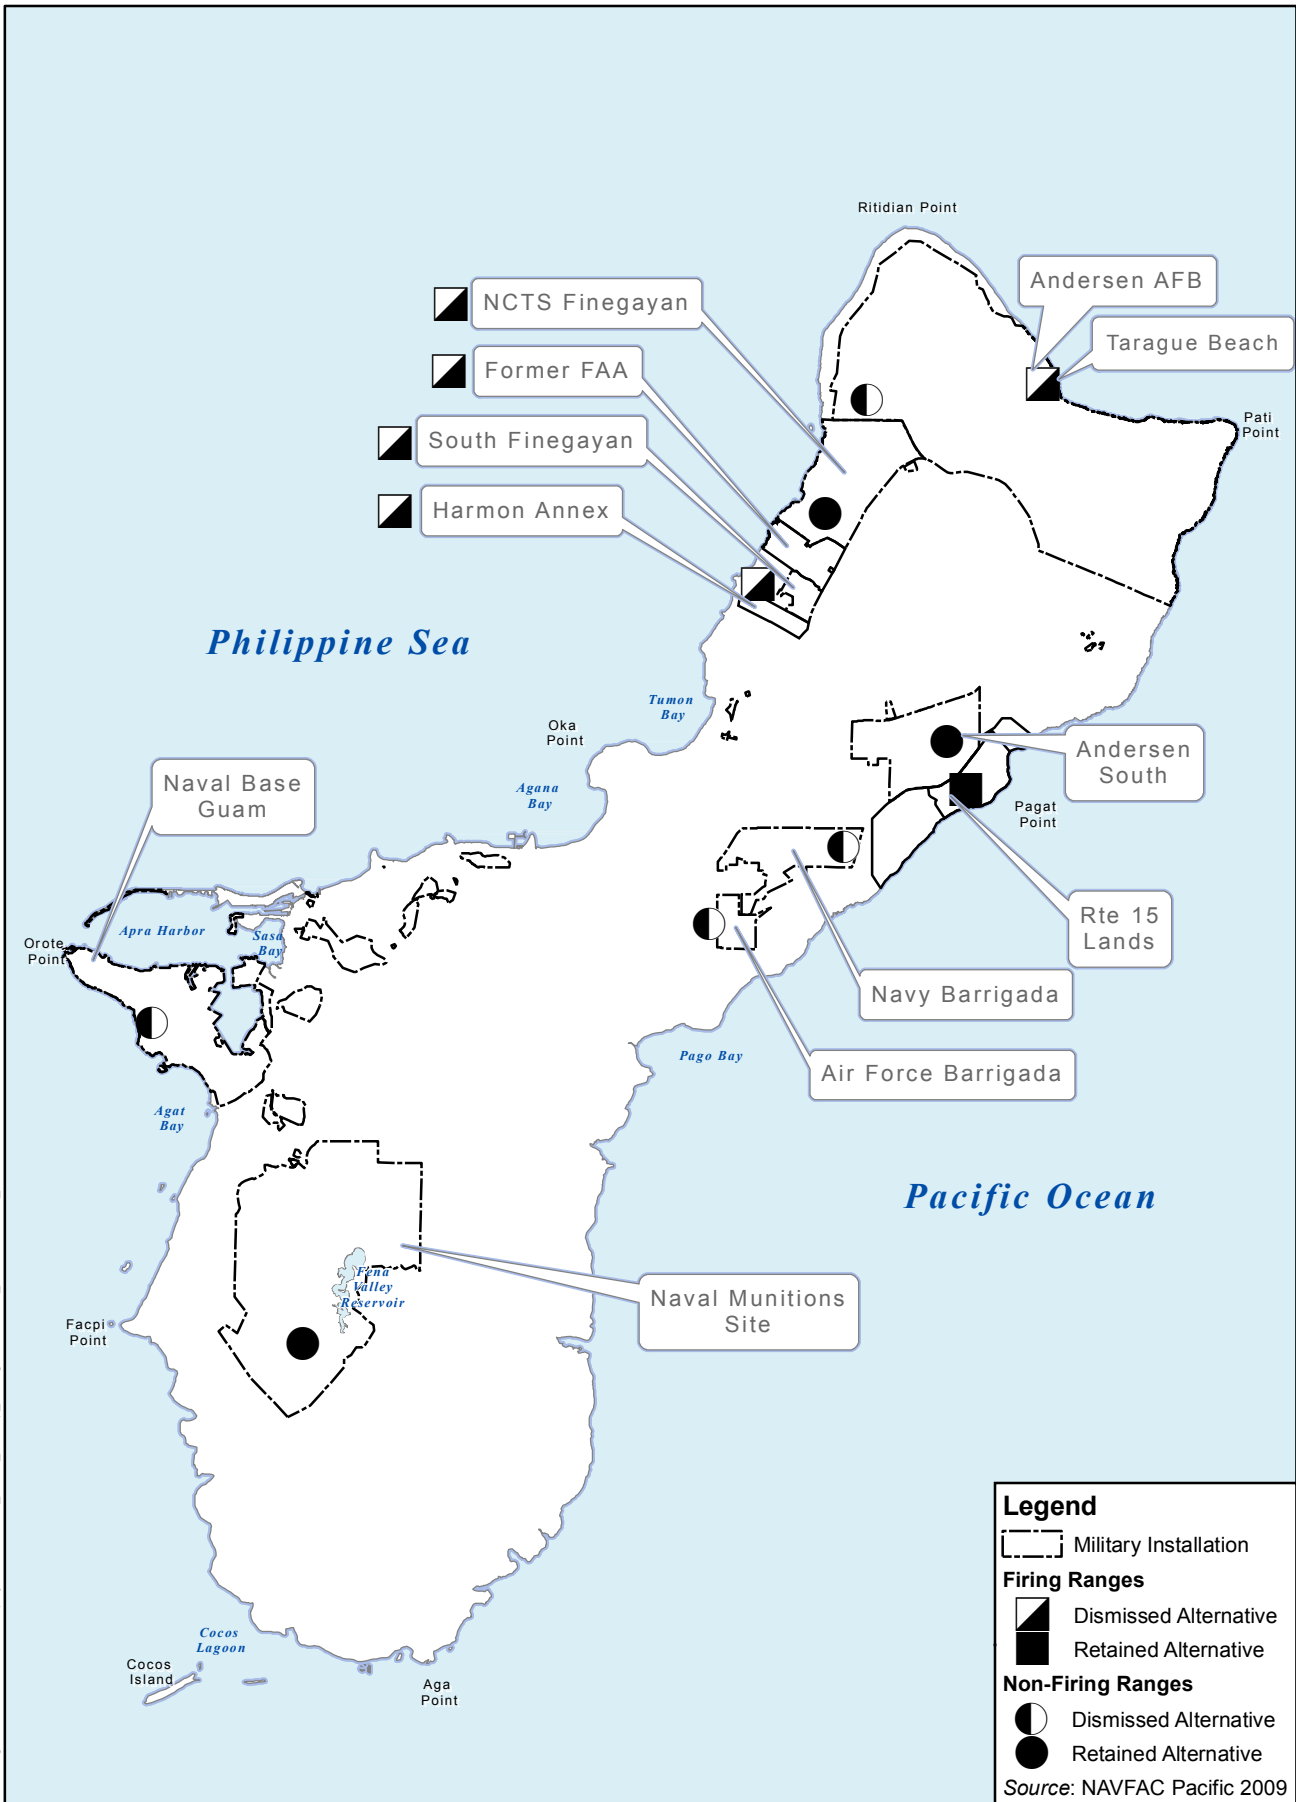 Ritidian Point
Andersen AFB
NCTS Finegayan
Tarague Beach
Former FAA
Pati
Point
South Finegayan
Harmon Annex
Philippine Sea
Tumon
Bay
Oka
Point
Andersen
South
Naval Base
Guam
Agana
Bay
Pagat
Point
Rte 15
Lands
Apra Harbor
Sasa
Bay
Orote
Point
Navy Barrigada
Pago Bay
Air Force Barrigada
Agat
Bay
Pacific Ocean
Fena
Valley
Reservoir
Naval Munitions
Site
Facpi
Point
Cocos
Lagoon
Cocos
Island
Aga
Point
Legend
Military Installation
Firing Ranges
Dismissed Alternative
Retained Alternative
Non-Firing Ranges
Dismissed Alternative
Retained Alternative
Source: NAVFAC Pacific 2009